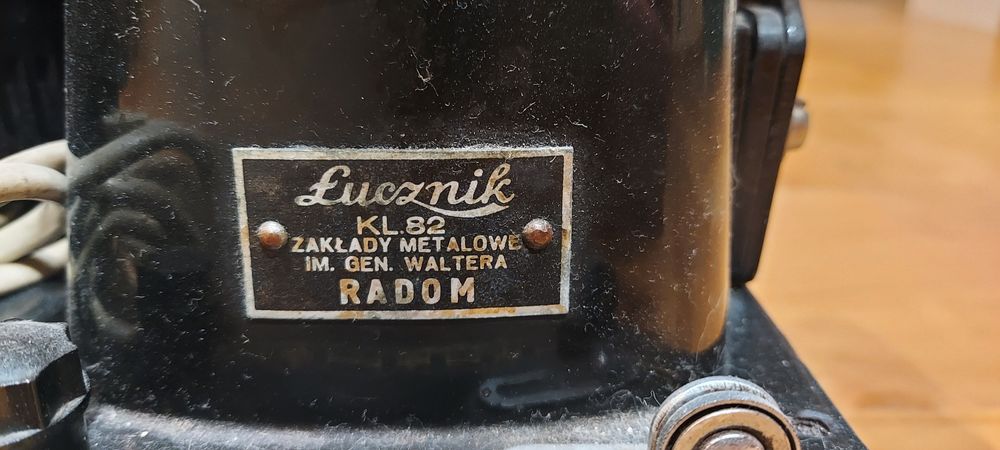 Łucznik
KL.82
ZAKŁADY METALOWE
IM. GEN. WALTERA
RADOM